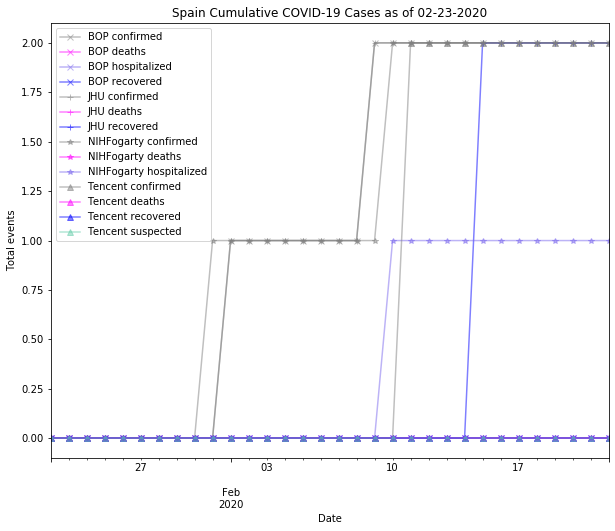 Spain Cumulative COVID-19 Cases as of 02-23-2020
2.00
1.75
1.50
1.25
1.00
0.75
0.50
0.25
0.00
Total events
BOP confirmed
BOP deaths
BOP hospitalized
BOP recovered
JHU confirmed
JHU deaths
JHU recovered
NIHFogarty confirmed
NIHFogarty deaths
NIHFogarty hospitalized
Tencent confirmed
Tencent deaths
Tencent recovered
Tencent suspected
27 03 10 17
Feb
2020
Date